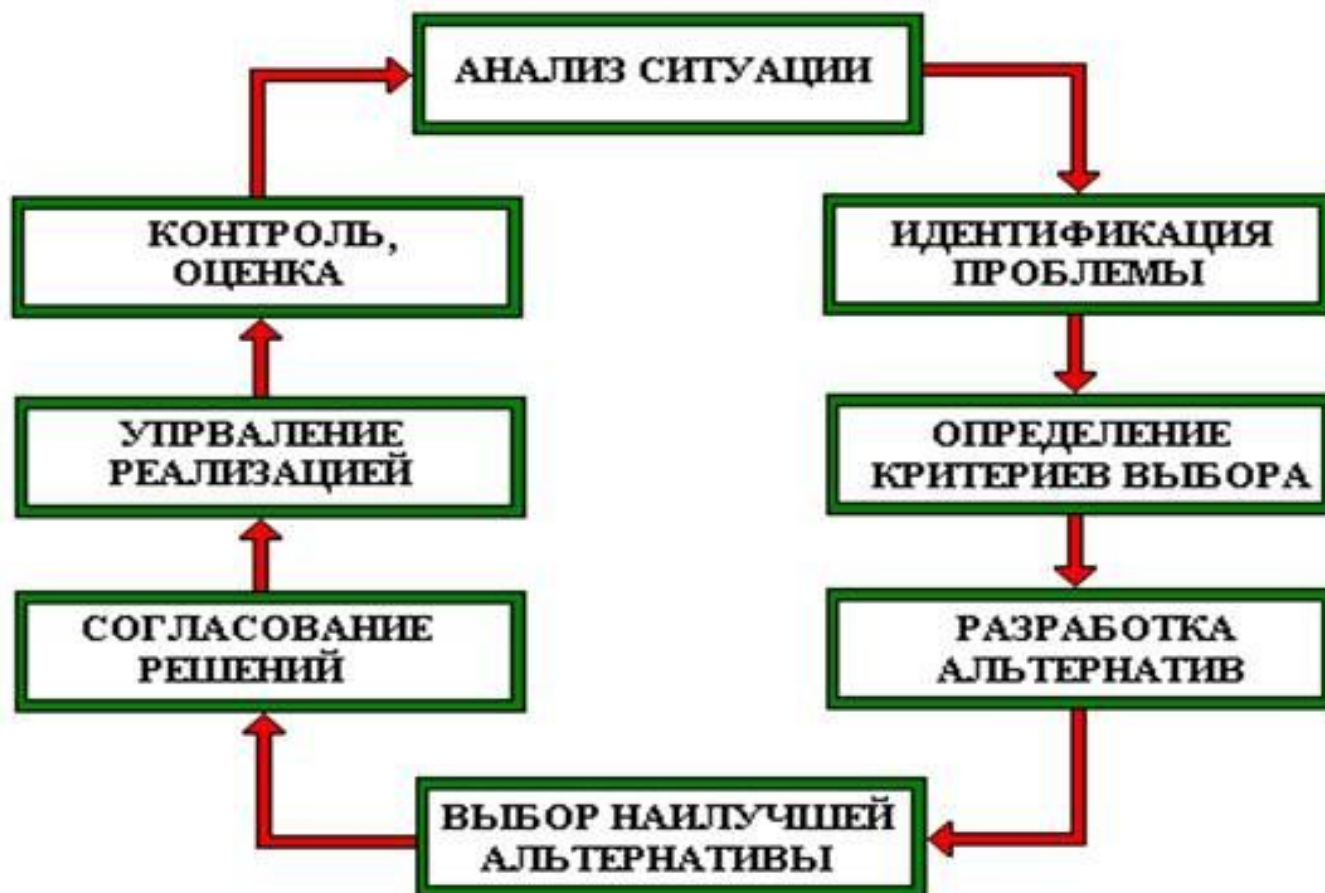 АНАЛИЗ СИТУАЦИИ
ИДЕНТИФИКАЦИЯ
ПРОБЛЕМЫ
ОПРЕДЕЛЕНИЕ
КРИТЕРИЕВ ВЫБОРА
РАЗРАБОТКА
АЛЬТЕРНАТИВ
ВЫБОР НАИЛУЧШЕЙ
АЛЬТЕРНАТИВЫ
СОГЛАСОВАНИЕ
РЕШЕНИЙ
УПРВАЛЕНИЕ
РЕАЛИЗАЦИЕЙ
КОНТРОЛЬ,
ОЦЕНКА